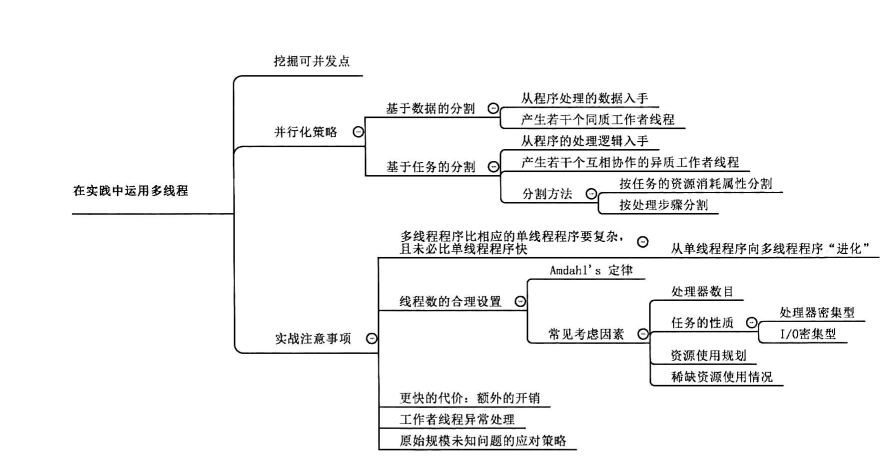 挖掘可并发点
基于数据的分割
从程序处理的数据入手
产生若干个同质工作者线程
并行化策略
从程序的处理逻辑入手
基于任务的分割
产生若干个互相协作的异质工作者线程
分割方法
按任务的资源消耗属性分割
按处理步骤分割
在实践中运用多线程
多线程程序比相应的单线程程序要复杂,
且未必比单线程程序快
从单线程程序向多线程程序“进化”
Amdahl's 定律
线程数的合理设置
处理器数目
常见考虑因素
任务的性质
处理器密集型
I/O密集型
资源使用规划
稀缺资源使用情况
实战注意事项
更快的代价：额外的开销
工作者线程异常处理
原始规模未知问题的应对策略